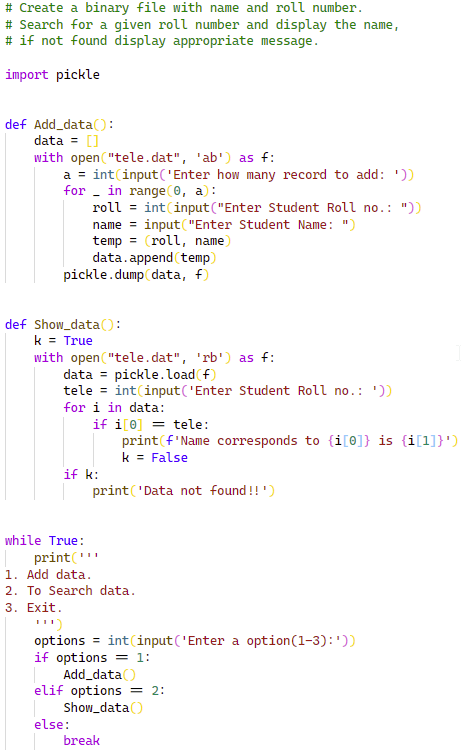 # Create a binary file with name and roll number.
# Search for a given roll number and display the name,
# if not found display appropriate message.

import pickle


def Add_data():
    data = []
    with open("tele.dat", 'ab') as f:
        a = int(input('Enter how many record to add: '))
        for _ in range(0, a):
            roll = int(input("Enter Student Roll no.: "))
            name = input("Enter Student Name: ")
            temp = (roll, name)
            data.append(temp)
        pickle.dump(data, f)


def Show_data():
    k = True
    with open("tele.dat", 'rb') as f:
        data = pickle.load(f)
        tele = int(input('Enter Student Roll no.: '))
        for i in data:
            if i[0] == tele:
                print(f'Name corresponds to {i[0]} is {i[1]}')
                k = False
        if k:
            print('Data not found!!')


while True:
    print('''
1. Add data.
2. To Search data.
3. Exit.
    ''')
    options = int(input('Enter a option(1-3):'))
    if options == 1:
        Add_data()
    elif options == 2:
        Show_data()
    else:
        break